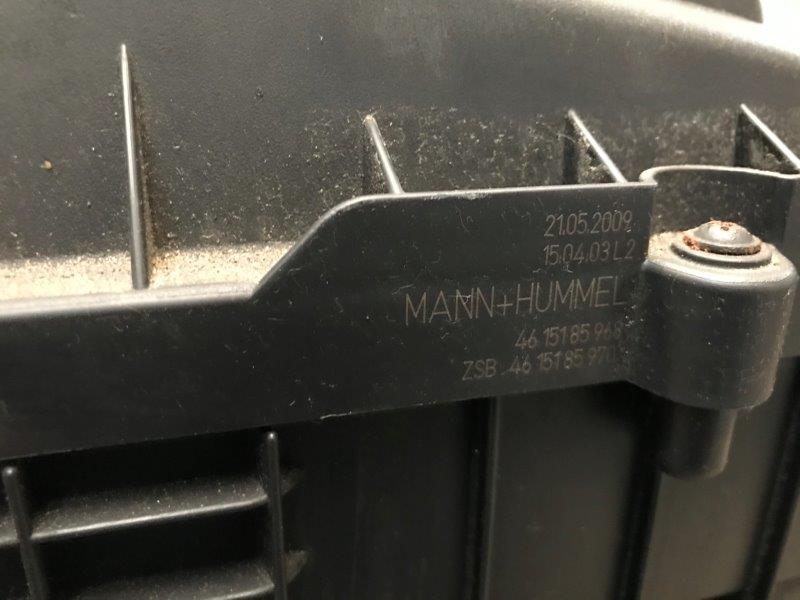 21.05.2009
15.04.03 L2
MANN+HUMMEL
46 151 85 968
ZSB 46 151 85 970